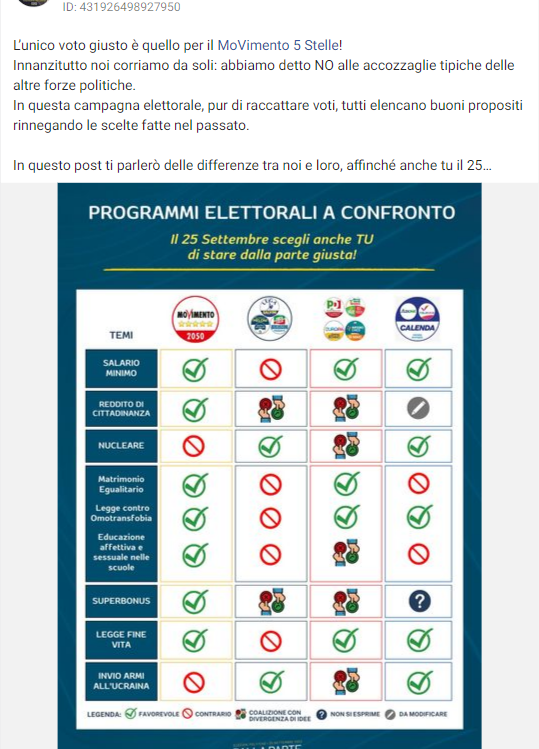 ID: 431926498927950
L'unico voto giusto è quello per il MoVimento 5 Stelle!
Innanzitutto noi corriamo da soli: abbiamo detto NO alle accozzaglie tipiche delle
altre forze politiche.
In questa campagna elettorale, pur di raccattare voti, tutti elencano buoni propositi
rinnegando le scelte fatte nel passato.
In questo post ti parlerò delle differenze tra noi e loro, affinché anche tu il 25...
PROGRAMMI ELETTORALI A CONFRONTO
Il 25 Settembre scegli anche TU
di stare dalla parte giusta!
TEMI
MOVIMENTO
2050
LEGA
PD
EUROPA
Azione
CALENDA
SALARIO
MINIMO
REDDITO DI
CITTADINANZA
NUCLEARE
Matrimonio
Egualitario
Legge contro
Omotransfobia
Educazione
affettiva e
sessuale nelle
scuole
SUPERBONUS
?
LEGGE FINE
VITA
INVIO ARMI
ALL'UCRAINA
LEGENDA: FAVOREVOLE CONTRARIO COALIZIONE CON DIVERGENZA DI IDEE ? NON SI ESPRIME DA MODIFICARE